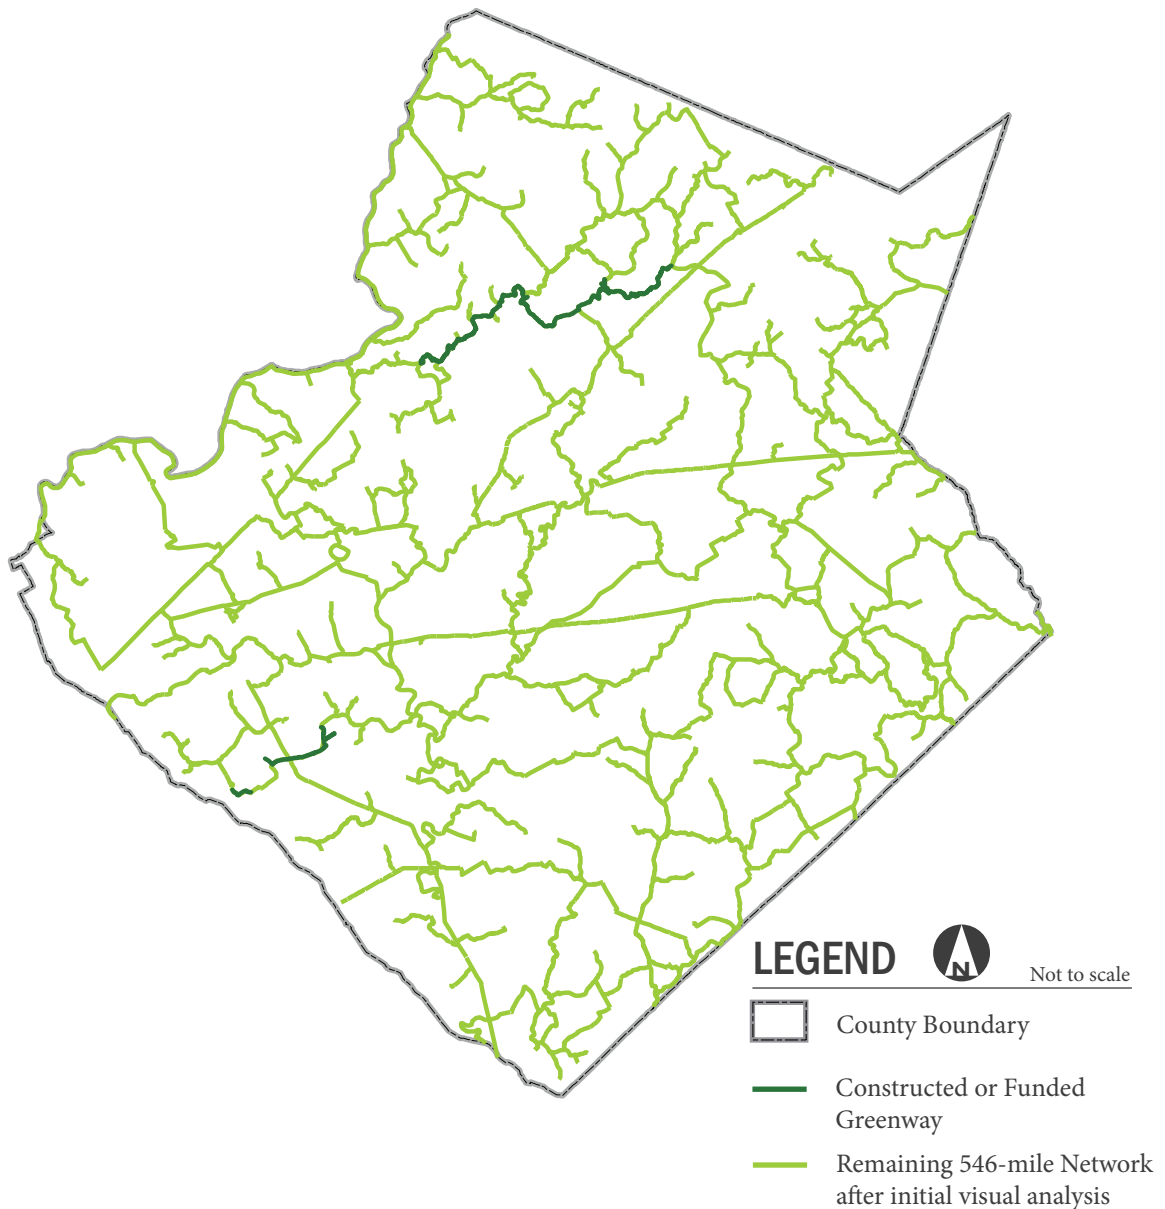 LEGEND
N
Not to scale
County Boundary
Constructed or Funded
Greenway
Remaining 546-mile Network
after initial visual analysis